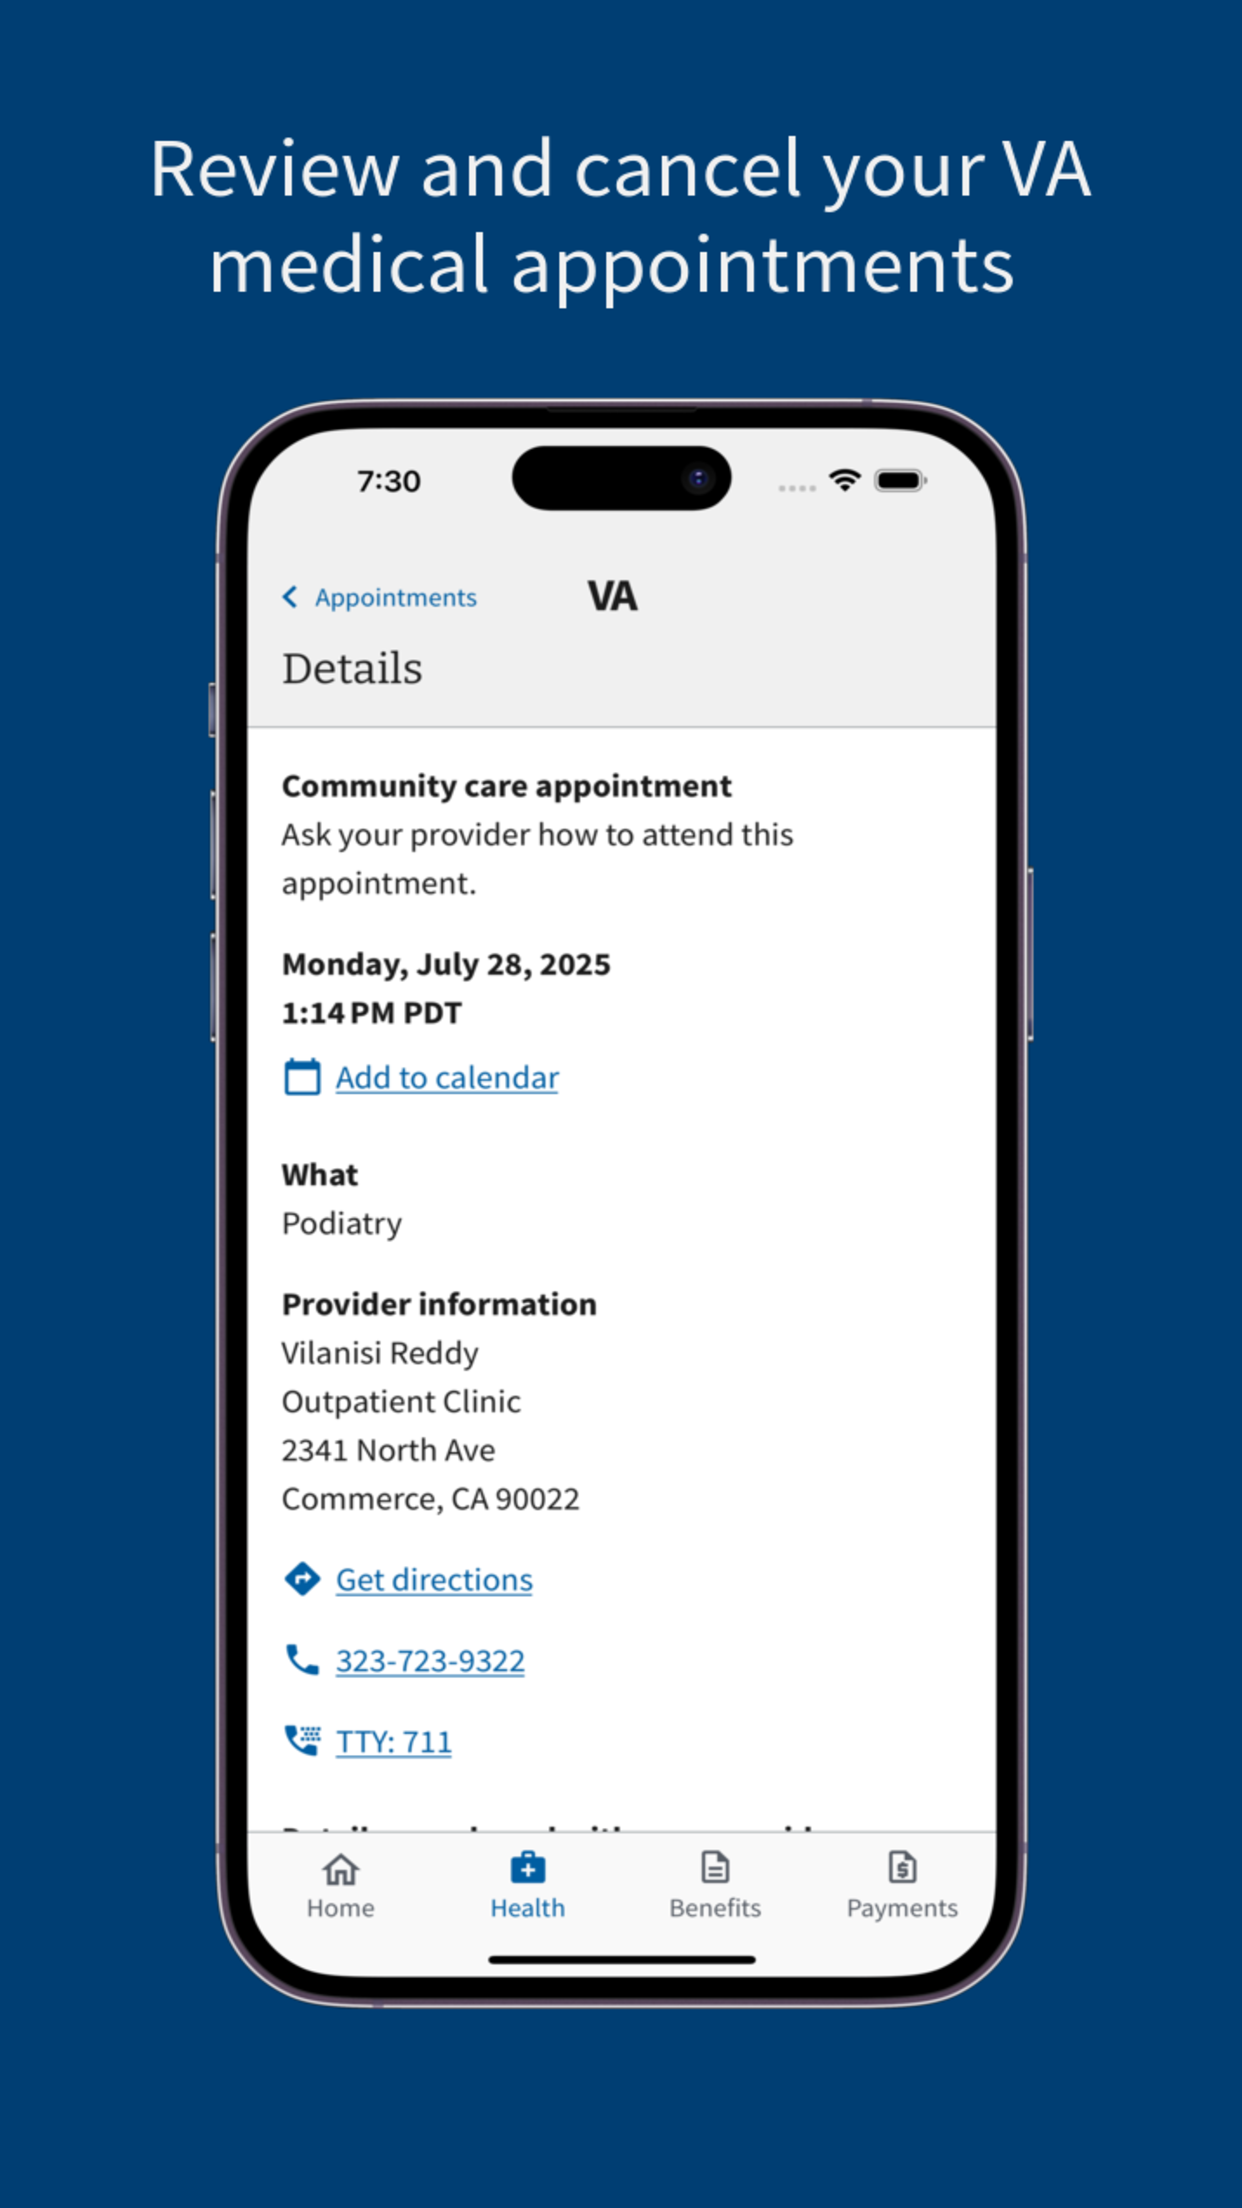 Review and cancel your VA
medical appointments
7:30
Appointments
VA
Details
Community care appointment
Ask your provider how to attend this
appointment.
Monday, July 28, 2025
1:14 PM PDT
Add to calendar
What
Podiatry
Provider information
Vilanisi Reddy
Outpatient Clinic
2341 North Ave
Commerce, CA 90022
Get directions
323-723-9322
TTY: 711
Home
Health
Benefits
Payments